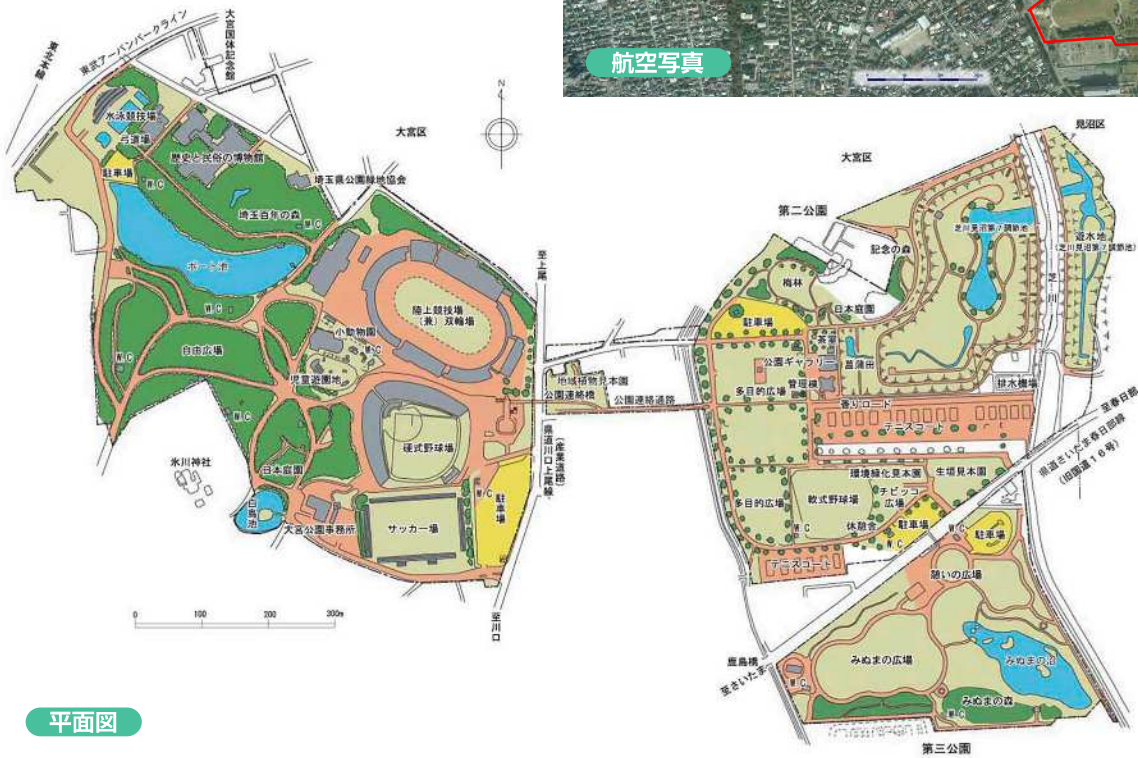 航空写真
東武アーバンパークライン
大宮国体記念館
水泳競技場
弓道場
歴史と民俗の博物館
駐車場
W.C
埼玉県公園緑地協会
埼玉百年の森
W.C
ボート池
W.C
自由広場
W.C
W.C
小動物園
W.C
児童遊園地
陸上競技場
(兼)双輪場
硬式野球場
日本庭園
氷川神社
白鳥池
大宮公園事務所
サッカー場
W.C
駐車場
大宮区
N
至上尾
地域植物見本園
公園連絡橋
公園連絡通路
(産業道路)
県道川口上尾線
至川口
0 100 200 300m
大宮区
見沼区
第二公園
記念の森
芝川見沼第7調節池
遊水地
(芝川見沼第7調節池)
梅林
日本庭園
駐車場
茶室
公園ギャラリー
菖蒲田
管理棟
多目的広場
排水機場
香りロード
テニスコート
至春日部
県道さいたま春日部線
(旧国道16号)
環境緑化見本園
生垣見本園
多目的広場
軟式野球場
チビッコ
広場
W.C
休憩舎
駐車場
W.C
W.C
駐車場
テニスコート
憩いの広場
鹿島橋
至さいたま
W.C
みぬまの広場
みぬまの沼
みぬまの森
W.C
第三公園
平面図